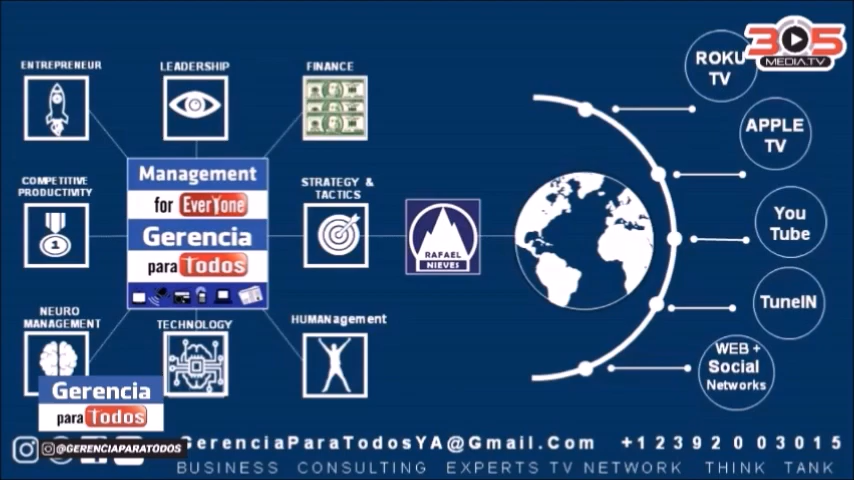 305
MEDIA.TV
ROKU
TV
ENTREPRENEUR
LEADERSHIP
FINANCE
APPLE
TV
Management
for EverYone
Gerencia
para Todos
COMPETITIVE
PRODUCTIVITY
1
STRATEGY &
TACTICS
RAFAEL
NIEVES
You
Tube
TuneIN
NEURO
MANAGEMENT
TECHNOLOGY
HUMANagement
WEB +
Social
Networks
Gerencia
para Todos
@GERENCIAPARATODOS
GerenciaParaTodosYA@Gmail.Com +12392003015
BUSINESS CONSULTING EXPERTS TV NETWORK THINK TANK